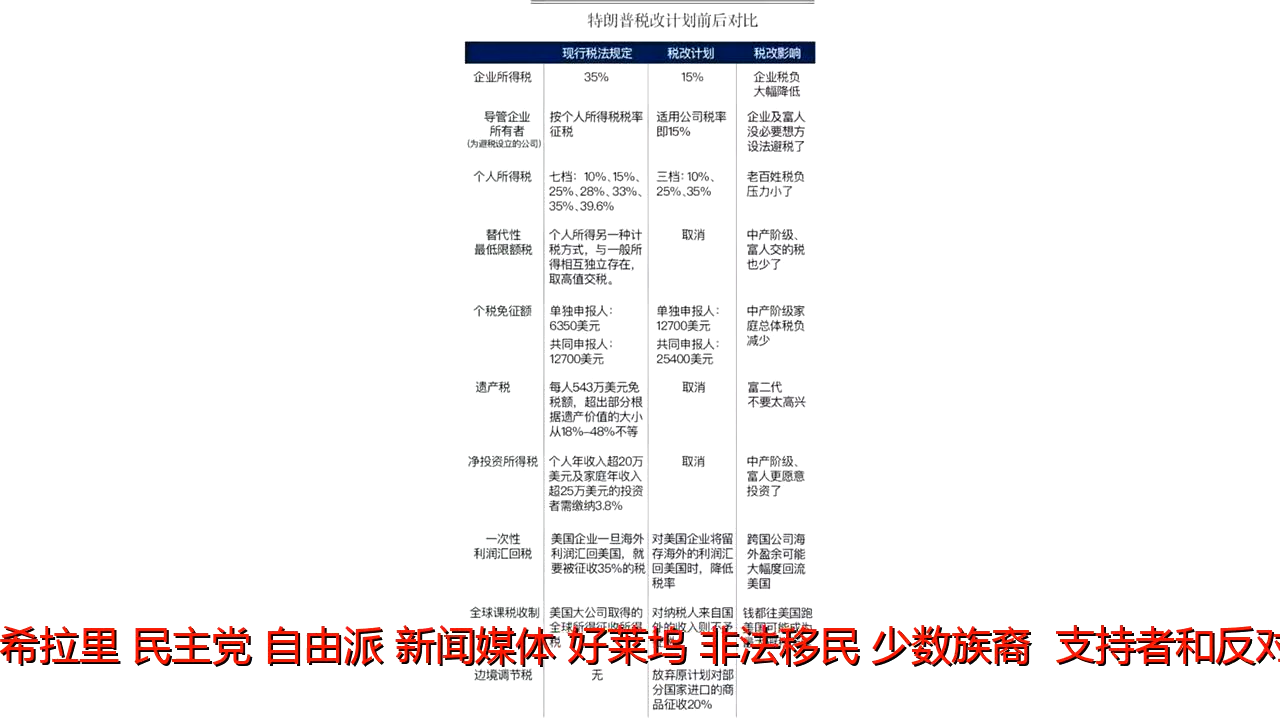 特朗普税改计划前后对比
现行税法规定 税改计划 税改影响
企业所得税 35% 15% 企业税负
大幅降低
导管企业 按个人所得税税率 适用公司税率 企业及富人
所有者 征税 即15% 没必要想方
(为避税设立的公司) 设法避税了
个人所得税 七档：10%、15%、 三档：10%、 老百姓税负
25%、28%、33%、 25%、35% 压力小了
35%、39.6%
替代性 个人所得另一种计 取消 中产阶级、
最低限额税 税方式，与一般所 富人交的税
得相互独立存在， 也少了
取高值交税。
个税免征额 单独申报人： 单独申报人： 中产阶级家
6350美元 12700美元 庭总体税负
共同申报人： 共同申报人： 减少
12700美元 25400美元
遗产税 每人543万美元免 取消 富二代
税额，超出部分根 不要太高兴
据遗产价值的大小
从18%–48%不等
净投资所得税 个人年收入超20万 取消 中产阶级、
美元及家庭年收入 富人更愿意
超25万美元的投资 投资了
者需缴纳3.8%
一次性 美国企业一旦海外 对美国企业将留 跨国公司海
利润汇回税 利润汇回美国，就 存海外的利润汇 外盈余可能
要被征收35%的税 回美国时，降低 大幅度回流
税率 美国
全球课税收制 美国大公司取得的 对纳税人来自国 钱都往美国跑
全球所得征收所得 外的收入则不予 美国可能成为
税
希拉里 民主党 自由派 新闻媒体 好莱坞 非法移民 少数族裔 支持者和反对
边境调节税 无 放弃原计划对部
分国家进口的商
品征收20%